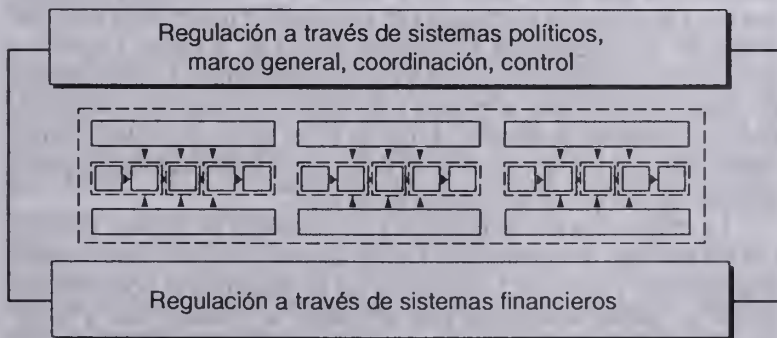 Regulación a través de sistemas políticos,
marco general, coordinación, control
Regulación a través de sistemas financieros